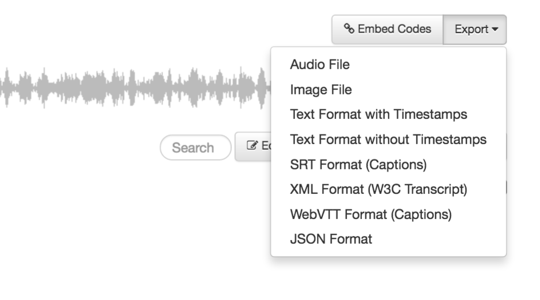 Embed Codes
Export
Audio File
Image File
Text Format with Timestamps
Text Format without Timestamps
Search
SRT Format (Captions)
XML Format (W3C Transcript)
WebVTT Format (Captions)
JSON Format